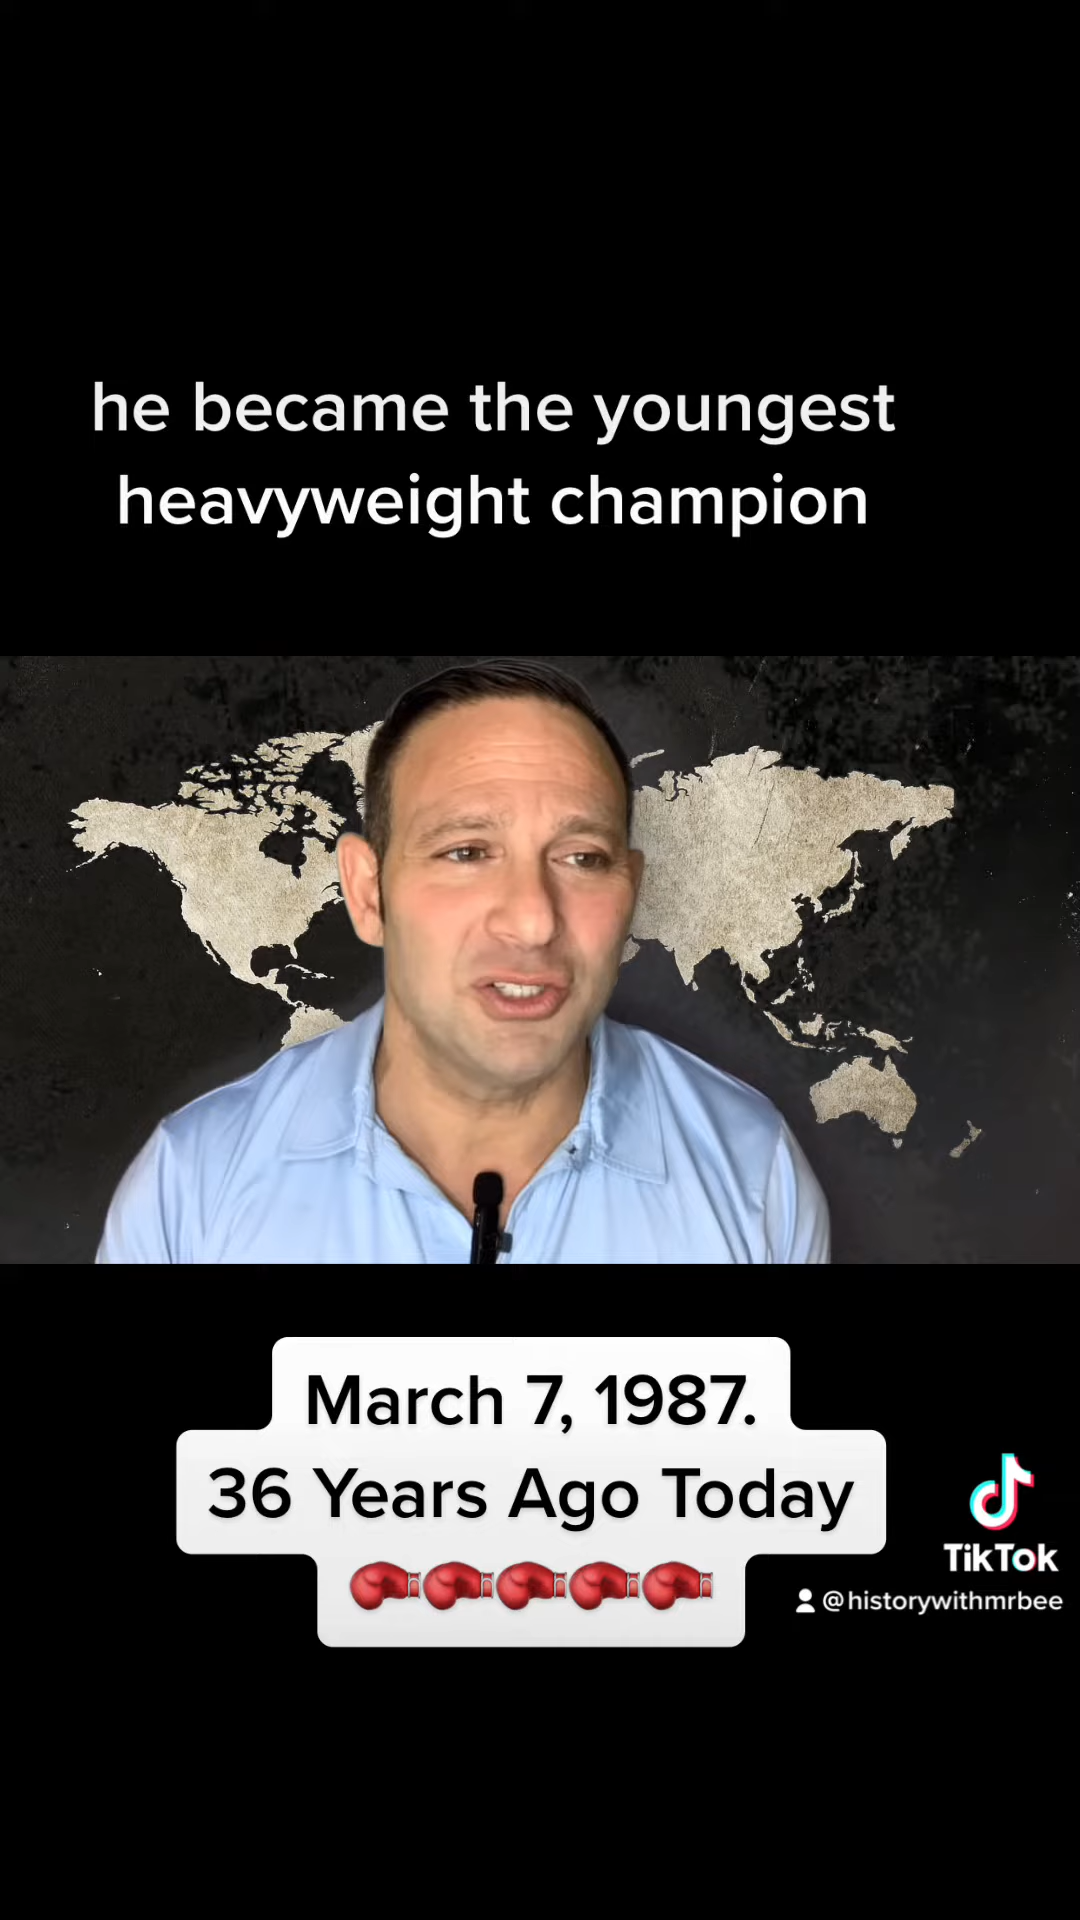 he became the youngest
heavyweight champion
March 7, 1987.
36 Years Ago Today
🥊🥊🥊🥊🥊
TikTok
@historywithmrbee